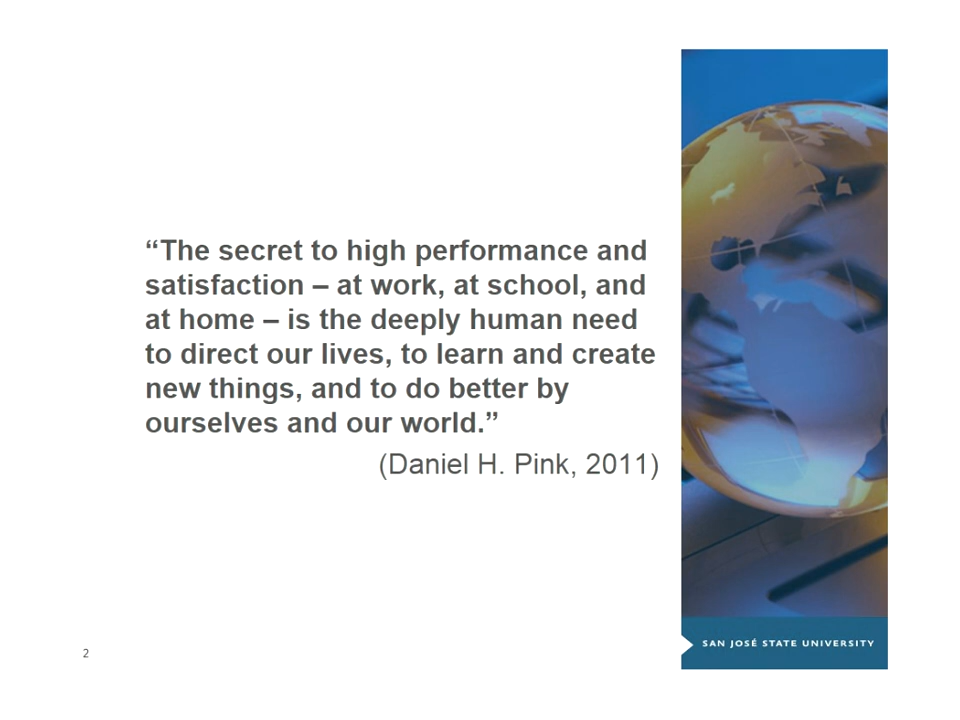 “The secret to high performance and
satisfaction – at work, at school, and
at home – is the deeply human need
to direct our lives, to learn and create
new things, and to do better by
ourselves and our world.”
(Daniel H. Pink, 2011)
2
SAN JOSÉ STATE UNIVERSITY